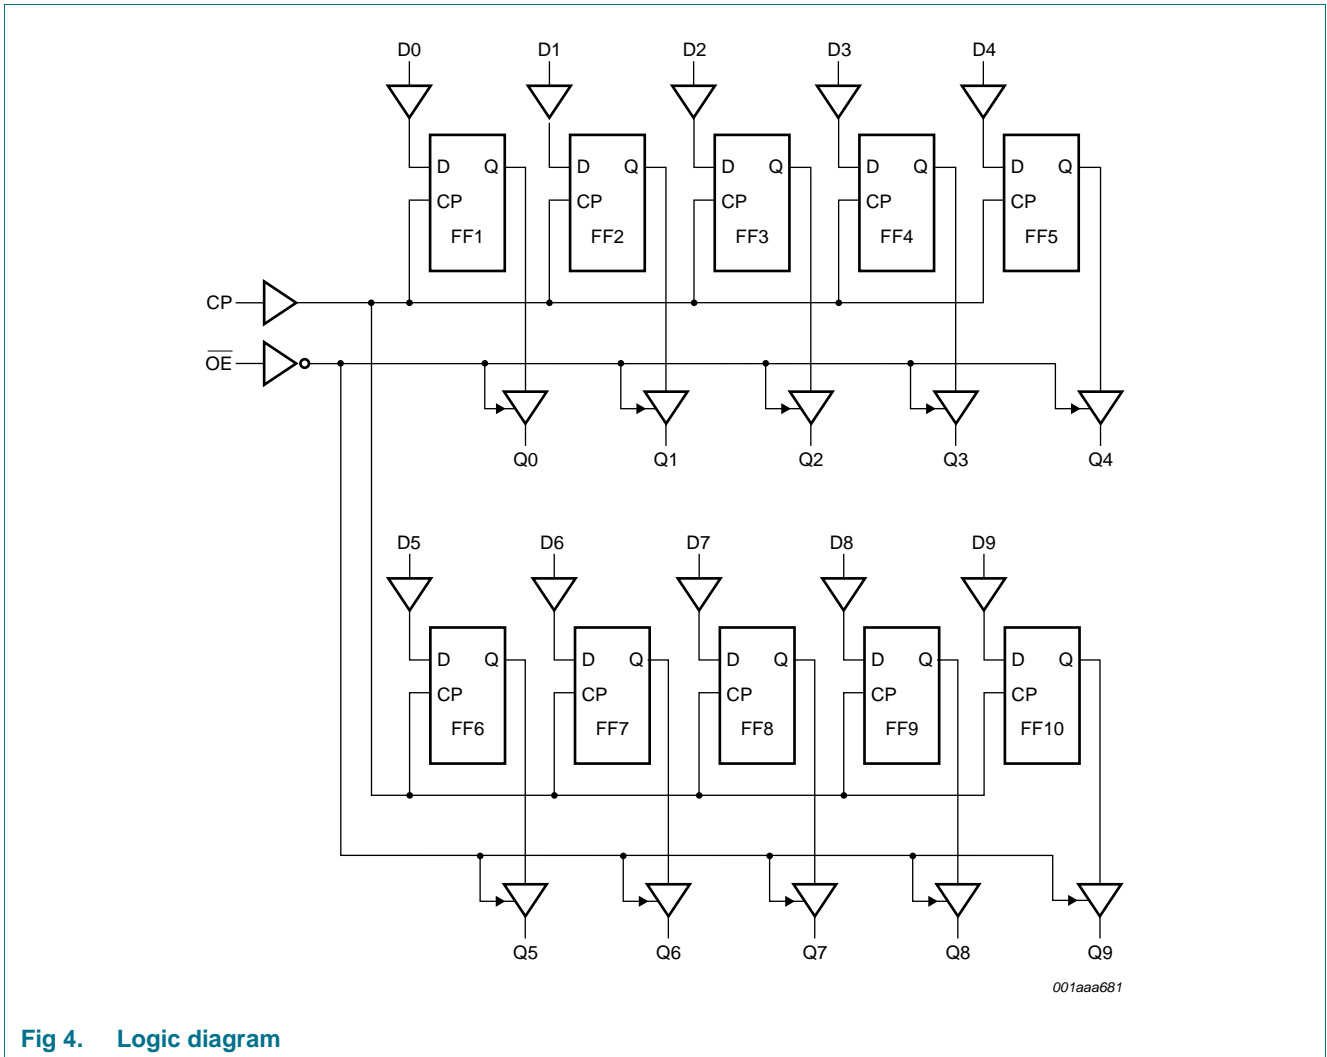 D0 D1 D2 D3 D4
D Q D Q D Q D Q D Q
CP CP CP CP CP
FF1 FF2 FF3 FF4 FF5
CP
O̅E̅
Q0 Q1 Q2 Q3 Q4
D5 D6 D7 D8 D9
D Q D Q D Q D Q D Q
CP CP CP CP CP
FF6 FF7 FF8 FF9 FF10
Q5 Q6 Q7 Q8 Q9
001aaa681
Fig 4. Logic diagram